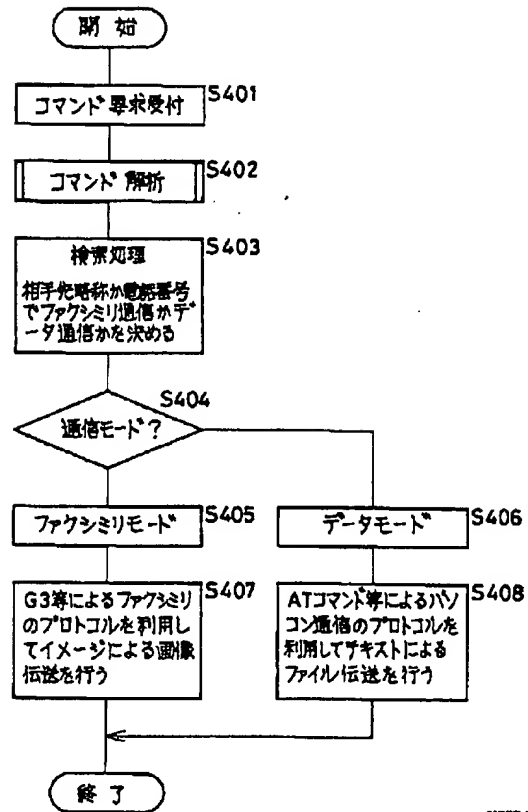 開始
コマンド要求受付
S401
コマンド解析
S402
S403
検索処理
相手先略称か電話番号
でファクシミリ通信かデ
ータ通信かを決める
S404
通信モード?
ファクシミリモード
S405
データモード
S406
G3等によるファクシミリ
のプロトコルを利用し
てイメージによる画像
伝送を行う
S407
ATコマンド等によるパソ
コン通信のプロトコルを
利用してテキストによる
ファイル伝送を行う
S408
終了